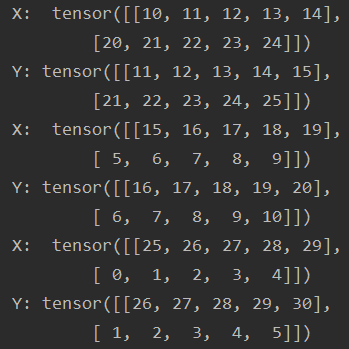 X:  tensor([[10, 11, 12, 13, 14],
        [20, 21, 22, 23, 24]])
Y: tensor([[11, 12, 13, 14, 15],
        [21, 22, 23, 24, 25]])
X:  tensor([[15, 16, 17, 18, 19],
        [ 5,  6,  7,  8,  9]])
Y: tensor([[16, 17, 18, 19, 20],
        [ 6,  7,  8,  9, 10]])
X:  tensor([[25, 26, 27, 28, 29],
        [ 0,  1,  2,  3,  4]])
Y: tensor([[26, 27, 28, 29, 30],
        [ 1,  2,  3,  4,  5]])